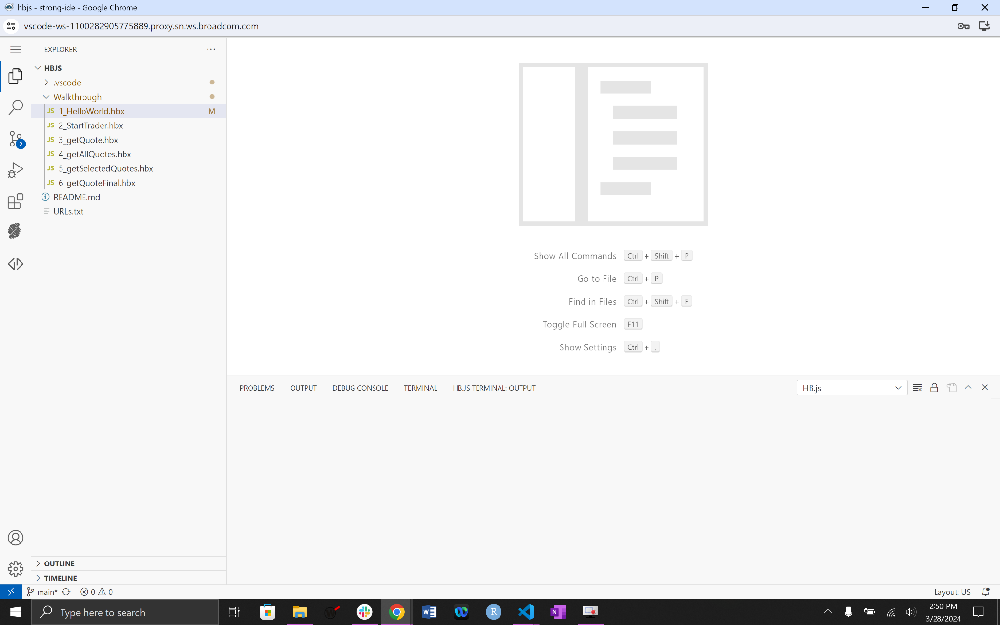 hbjs - strong-ide - Google Chrome
vscode-ws-1100282905775889.proxy.sn.ws.broadcom.com
EXPLORER
HBJS
.vscode
Walkthrough
JS 1_HelloWorld.hbx M
JS 2_StartTrader.hbx
JS 3_getQuote.hbx
JS 4_getAllQuotes.hbx
JS 5_getSelectedQuotes.hbx
JS 6_getQuoteFinal.hbx
README.md
URLs.txt
2
Show All Commands Ctrl + Shift + P
Go to File Ctrl + P
Find in Files Ctrl + Shift + F
Toggle Full Screen F11
Show Settings Ctrl + ,
PROBLEMS OUTPUT DEBUG CONSOLE TERMINAL HB.JS TERMINAL: OUTPUT HB.js
OUTLINE
TIMELINE
main* 0 0 Layout: US
Type here to search
W
R
N
2:50 PM
3/28/2024